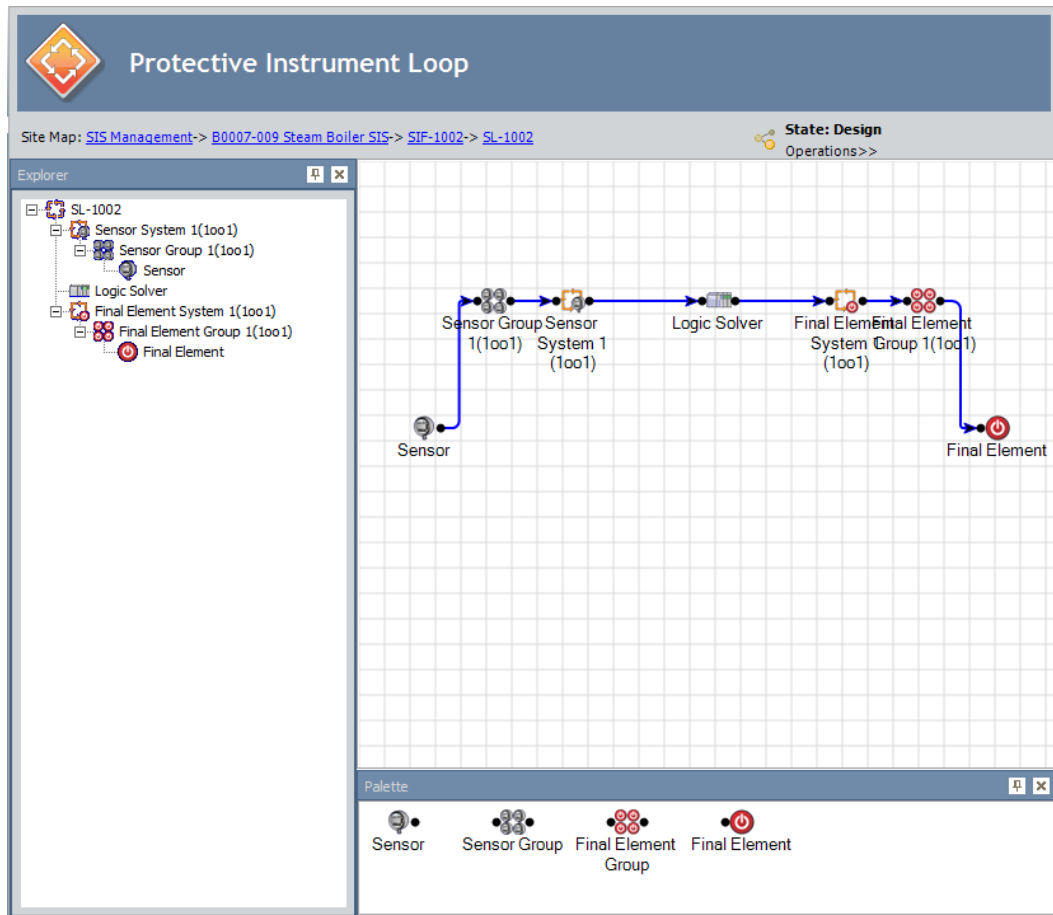 Protective Instrument Loop
Site Map: SIS Management-> B0007-009 Steam Boiler SIS-> SIF-1002-> SL-1002
State: Design
Operations>>
Explorer
SL-1002
Sensor System 1(1oo1)
Sensor Group 1(1oo1)
Sensor
Logic Solver
Final Element System 1(1oo1)
Final Element Group 1(1oo1)
Final Element
Sensor Group
1(1oo1)
Sensor
System 1
(1oo1)
Logic Solver
Final Element
System 1
(1oo1)
Final Element
Group 1(1oo1)
Sensor
Final Element
Palette
Sensor
Sensor Group
Final Element
Group
Final Element